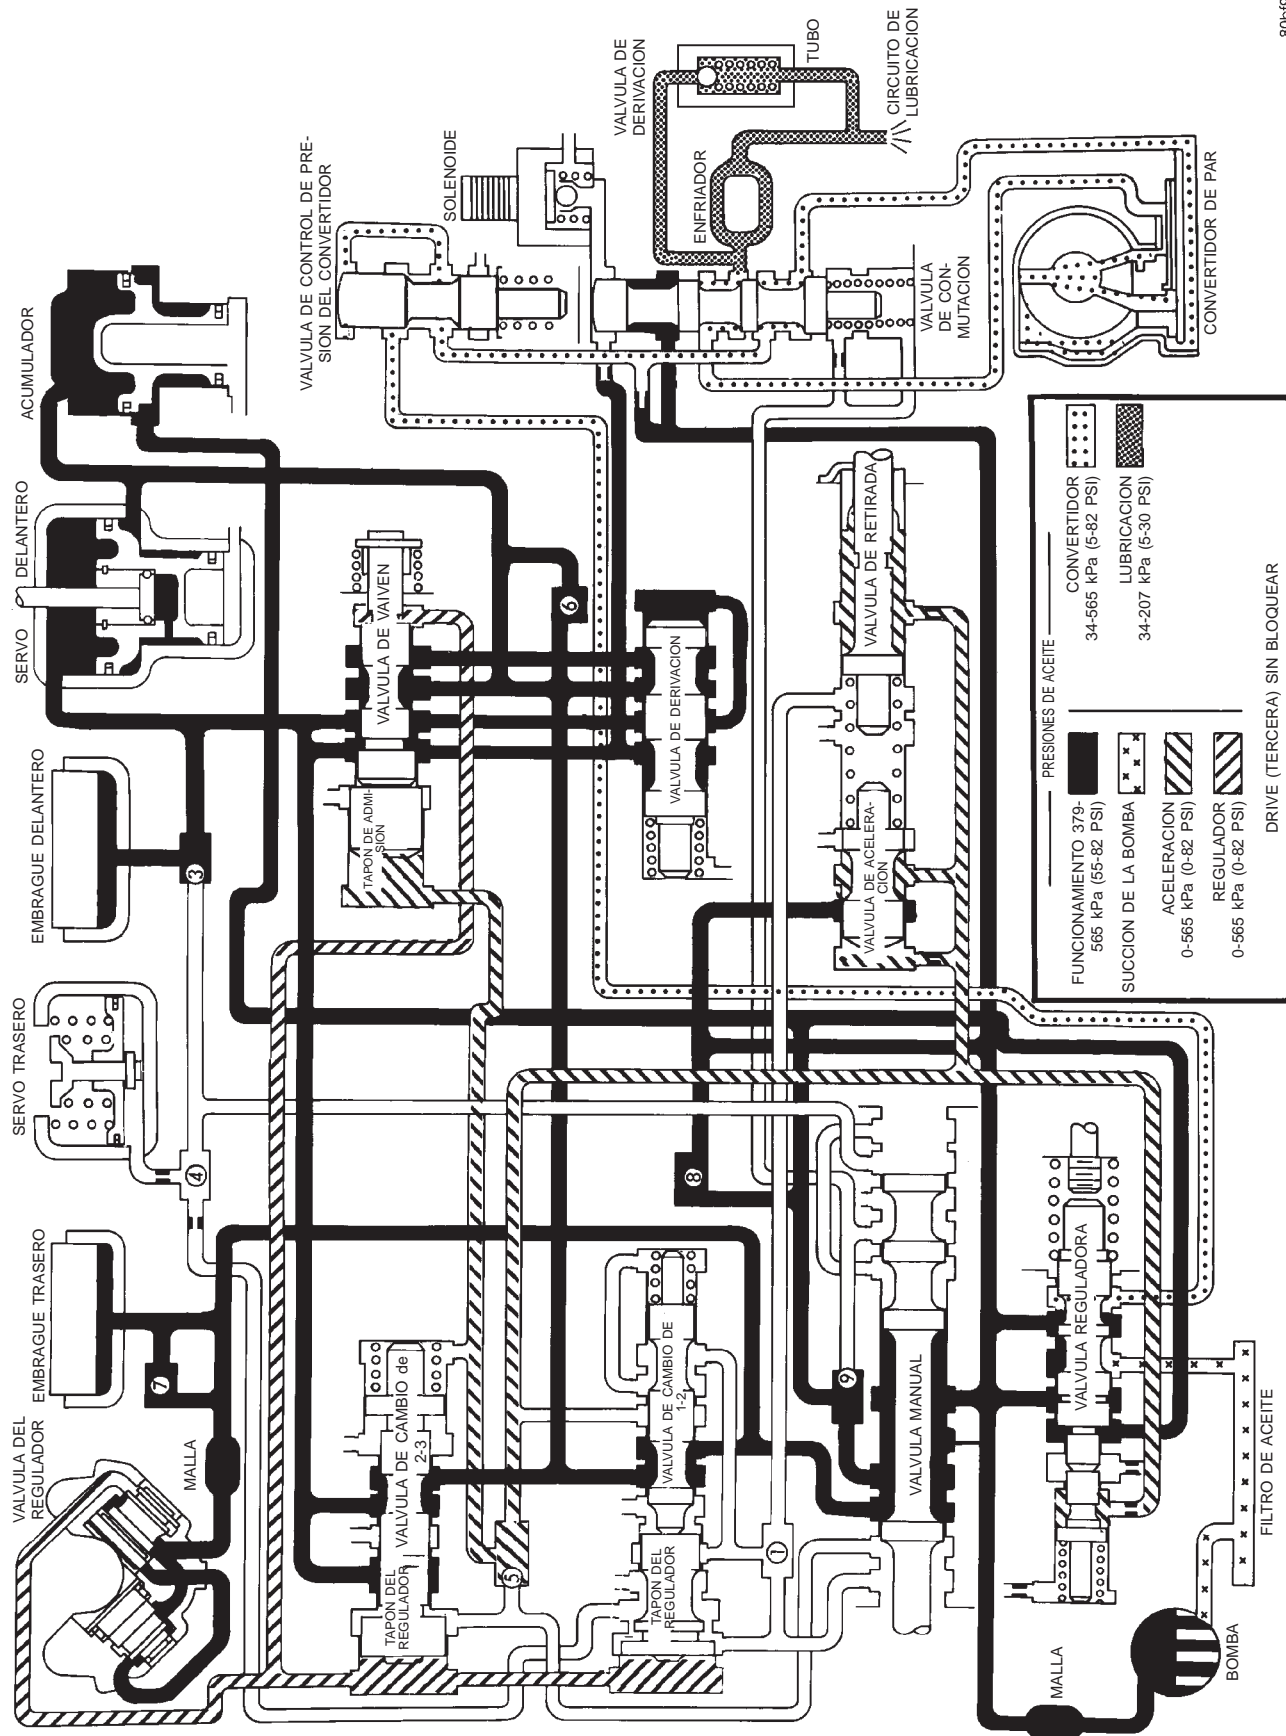 VALVULA DEL
REGULADOR
EMBRAGUE TRASERO
SERVO TRASERO
EMBRAGUE DELANTERO
SERVO DELANTERO
ACUMULADOR
MALLA
7
4
3
VALVULA DE CONTROL DE PRE-
SION DEL CONVERTIDOR
SOLENOIDE
VALVULA DE
DERIVACION
TUBO
TAPON DEL
REGULADOR
VALVULA DE CAMBIO de
2-3
TAPON DE ADMI-
SION
VALVULA DE VAIVEN
5
6
ENFRIADOR
CIRCUITO DE
LUBRICACION
TAPON DEL
REGULADOR
VALVULA DE CAMBIO DE
1-2
8
VALVULA DE DERIVACION
1
9
VALVULA
DE CON-
MUTACION
VALVULA MANUAL
VALVULA DE ACELERA-
CION
VALVULA DE RETIRADA
CONVERTIDOR DE PAR
MALLA
BOMBA
VALVULA REGULADORA
FILTRO DE ACEITE
PRESIONES DE ACEITE
FUNCIONAMIENTO 379-
565 kPa (55-82 PSI)
SUCCION DE LA BOMBA
ACELERACION
0-565 kPa (0-82 PSI)
REGULADOR
0-565 kPa (0-82 PSI)
CONVERTIDOR
34-565 kPa (5-82 PSI)
LUBRICACION
34-207 kPa (5-30 PSI)
DRIVE (TERCERA) SIN BLOQUEAR